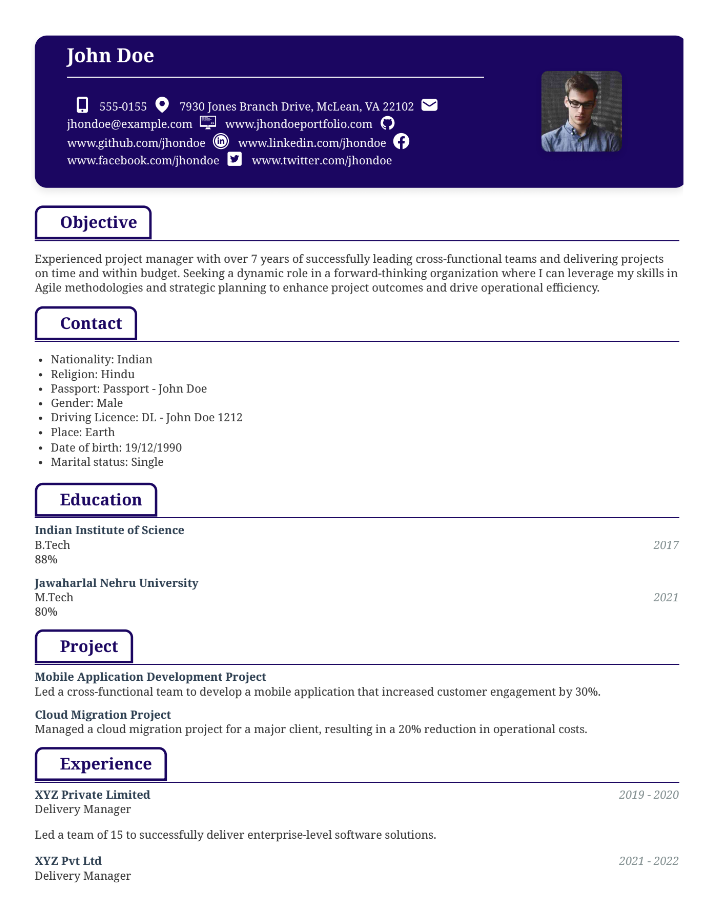 John Doe
555-0155 7930 Jones Branch Drive, McLean, VA 22102
jhondoe@example.com www.jhondoeportfolio.com
www.github.com/jhondoe www.linkedin.com/jhondoe
www.facebook.com/jhondoe www.twitter.com/jhondoe
Objective
Experienced project manager with over 7 years of successfully leading cross-functional teams and delivering projects
on time and within budget. Seeking a dynamic role in a forward-thinking organization where I can leverage my skills in
Agile methodologies and strategic planning to enhance project outcomes and drive operational efficiency.
Contact
• Nationality: Indian
• Religion: Hindu
• Passport: Passport - John Doe
• Gender: Male
• Driving Licence: DL - John Doe 1212
• Place: Earth
• Date of birth: 19/12/1990
• Marital status: Single
Education
Indian Institute of Science
B.Tech 2017
88%
Jawaharlal Nehru University
M.Tech 2021
80%
Project
Mobile Application Development Project
Led a cross-functional team to develop a mobile application that increased customer engagement by 30%.
Cloud Migration Project
Managed a cloud migration project for a major client, resulting in a 20% reduction in operational costs.
Experience
XYZ Private Limited 2019 - 2020
Delivery Manager
Led a team of 15 to successfully deliver enterprise-level software solutions.
XYZ Pvt Ltd 2021 - 2022
Delivery Manager